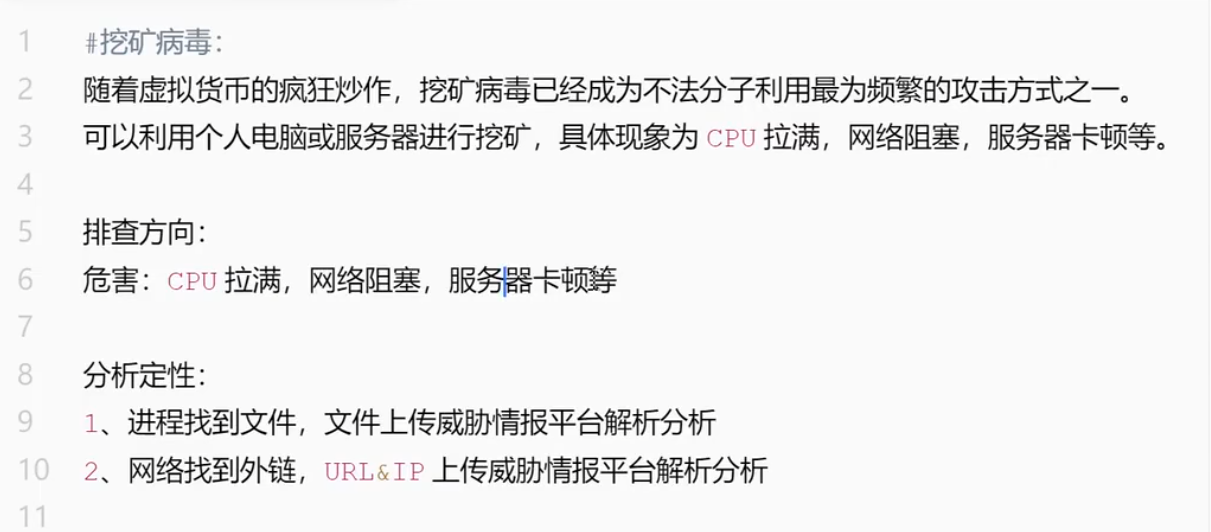 1 #挖矿病毒：
2 随着虚拟货币的疯狂炒作，挖矿病毒已经成为不法分子利用最为频繁的攻击方式之一。
3 可以利用个人电脑或服务器进行挖矿，具体现象为 CPU 拉满，网络阻塞，服务器卡顿等。
4
5 排查方向：
6 危害：CPU 拉满，网络阻塞，服务器卡顿等
7
8 分析定性：
9 1、进程找到文件，文件上传威胁情报平台解析分析
10 2、网络找到外链，URL&IP 上传威胁情报平台解析分析
11